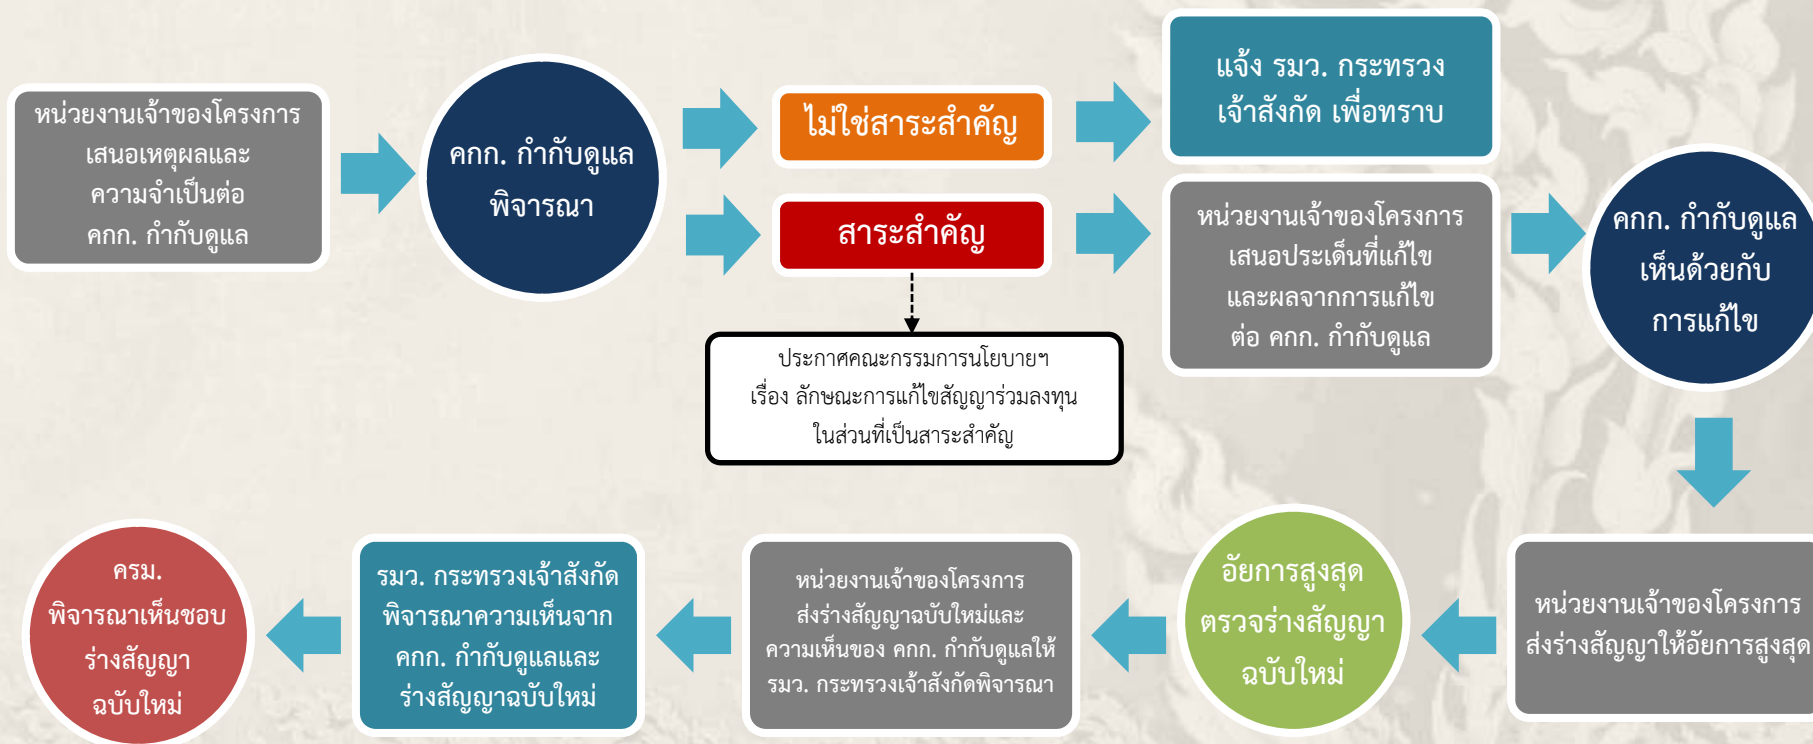 หน่วยงานเจ้าของโครงการ
เสนอเหตุผลและ
ความจำเป็นต่อ
คกก. กำกับดูแล
คกก. กำกับดูแล
พิจารณา
ไม่ใช่สาระสำคัญ
แจ้ง รมว. กระทรวง
เจ้าสังกัด เพื่อทราบ
สาระสำคัญ
หน่วยงานเจ้าของโครงการ
เสนอประเด็นที่แก้ไข
และผลจากการแก้ไข
ต่อ คกก. กำกับดูแล
คกก. กำกับดูแล
เห็นด้วยกับ
การแก้ไข
ประกาศคณะกรรมการนโยบายฯ
เรื่อง ลักษณะการแก้ไขสัญญาร่วมลงทุน
ในส่วนที่เป็นสาระสำคัญ
หน่วยงานเจ้าของโครงการ
ส่งร่างสัญญาให้อัยการสูงสุด
อัยการสูงสุด
ตรวจร่างสัญญา
ฉบับใหม่
หน่วยงานเจ้าของโครงการ
ส่งร่างสัญญาฉบับใหม่และ
ความเห็นของ คกก. กำกับดูแลให้
รมว. กระทรวงเจ้าสังกัดพิจารณา
รมว. กระทรวงเจ้าสังกัด
พิจารณาความเห็นจาก
คกก. กำกับดูแลและ
ร่างสัญญาฉบับใหม่
ครม.
พิจารณาเห็นชอบ
ร่างสัญญา
ฉบับใหม่